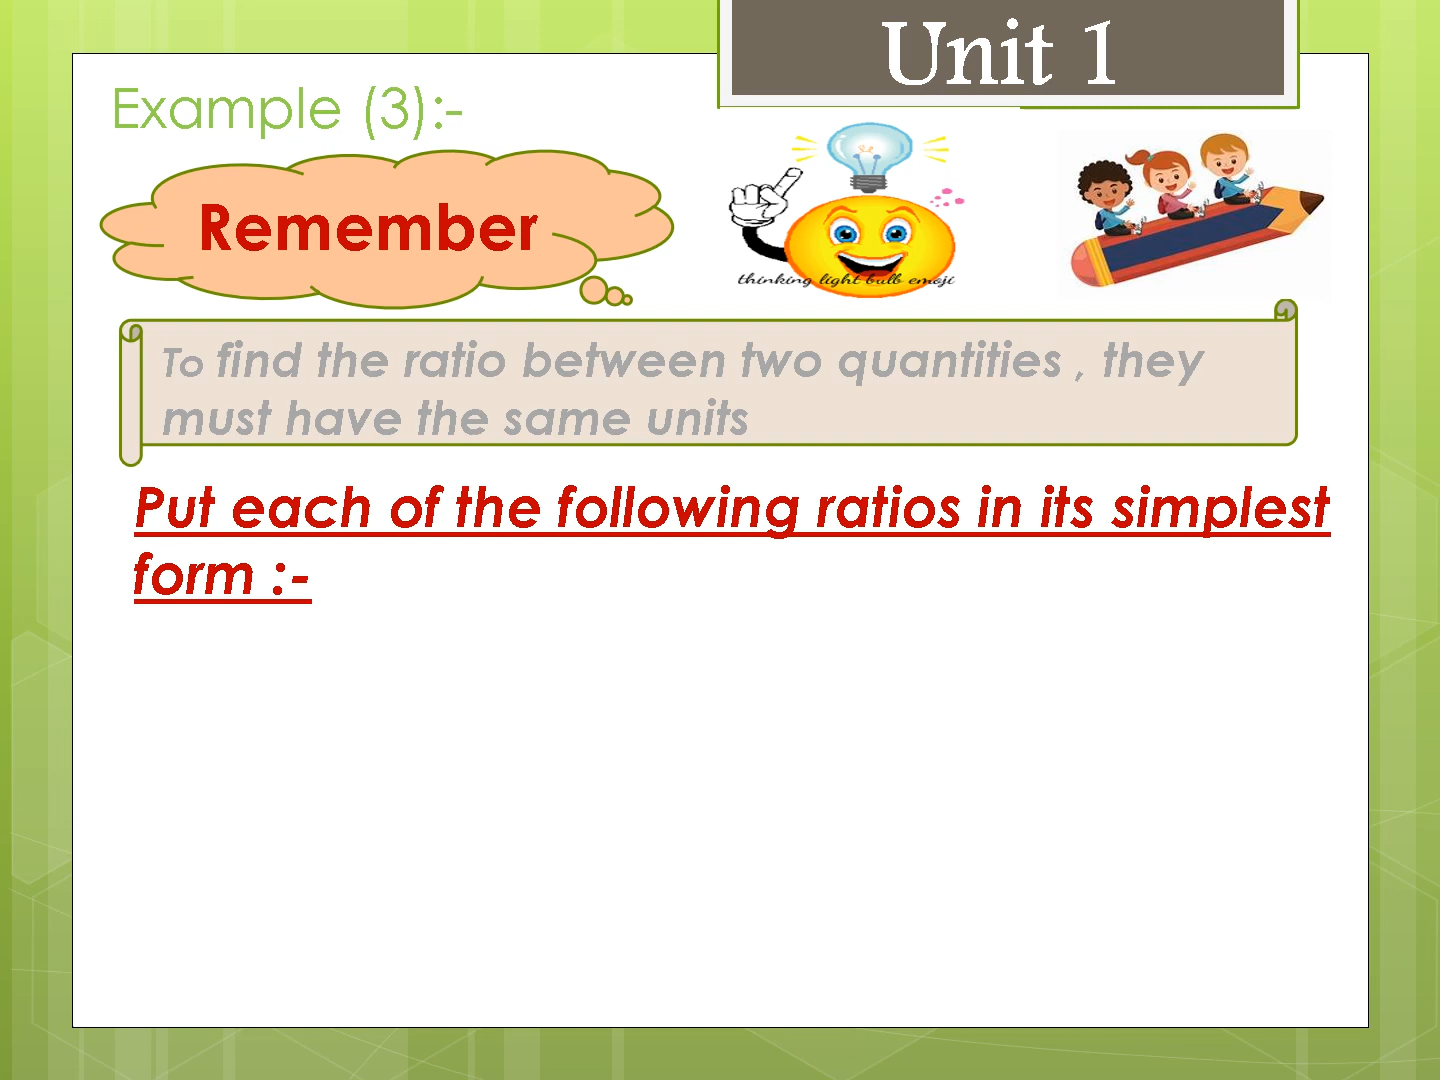 Unit 1
Example (3):-
Remember
thinking light bulb emoji
To find the ratio between two quantities , they
must have the same units
Put each of the following ratios in its simplest
form :-